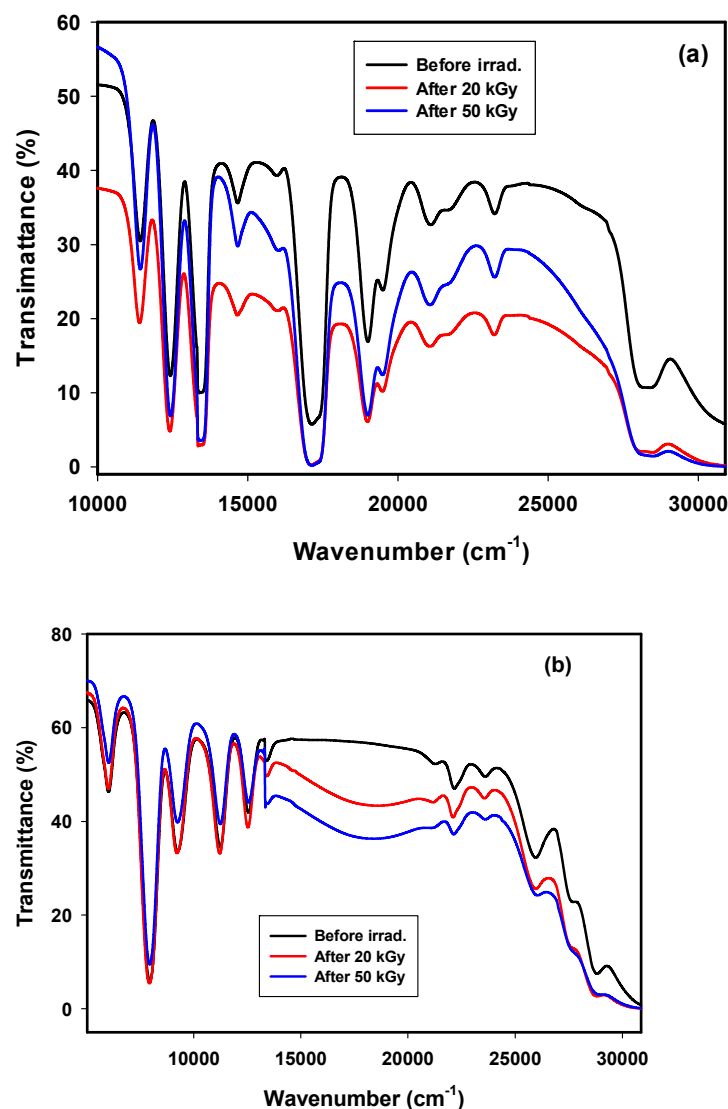 (a)
Before irrad.
After 20 kGy
After 50 kGy
60
50
40
30
20
10
0
Transimattance (%)
10000 15000 20000 25000 30000
Wavenumber (cm⁻¹)
(b)
80
60
40
20
0
Transmittance (%)
Before irrad.
After 20 kGy
After 50 kGy
10000 15000 20000 25000 30000
Wavenumber (cm⁻¹)